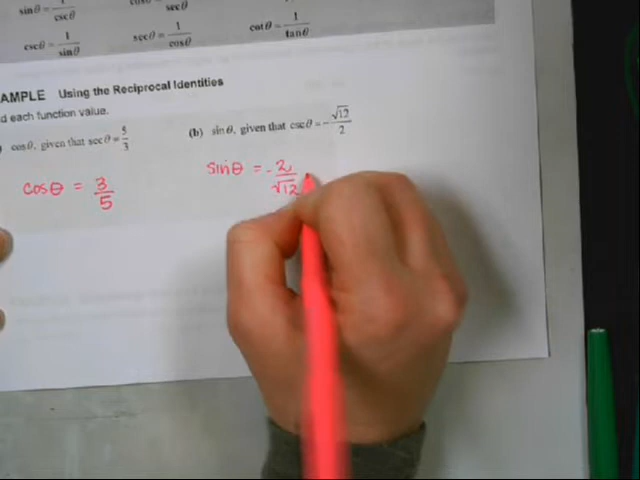 sinθ = 1/cscθ secθ
cscθ = 1/sinθ secθ = 1/cosθ cotθ = 1/tanθ
AMPLE Using the Reciprocal Identities
d each function value.
cosθ, given that secθ = 5/3 (b) sinθ, given that cscθ = -√12/2
cosθ = 3/5 sinθ = -2/√12